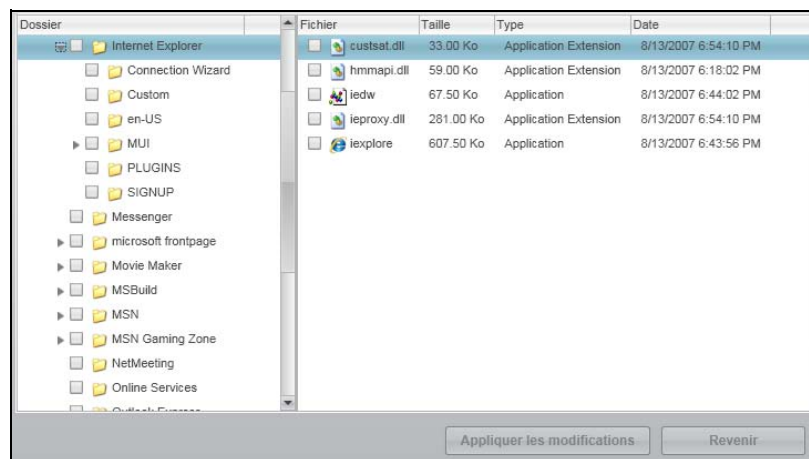 Dossier
Internet Explorer
Connection Wizard
Custom
en-US
MUI
PLUGINS
SIGNUP
Messenger
microsoft frontpage
Movie Maker
MSBuild
MSN
MSN Gaming Zone
NetMeeting
Online Services
Fichier Taille Type Date
custsat.dll 33.00 Ko Application Extension 8/13/2007 6:54:10 PM
hmmapi.dll 59.00 Ko Application Extension 8/13/2007 6:18:02 PM
iedw 67.50 Ko Application 8/13/2007 6:44:02 PM
ieproxy.dll 281.00 Ko Application Extension 8/13/2007 6:54:10 PM
iexplore 607.50 Ko Application 8/13/2007 6:43:56 PM
Appliquer les modifications Revenir